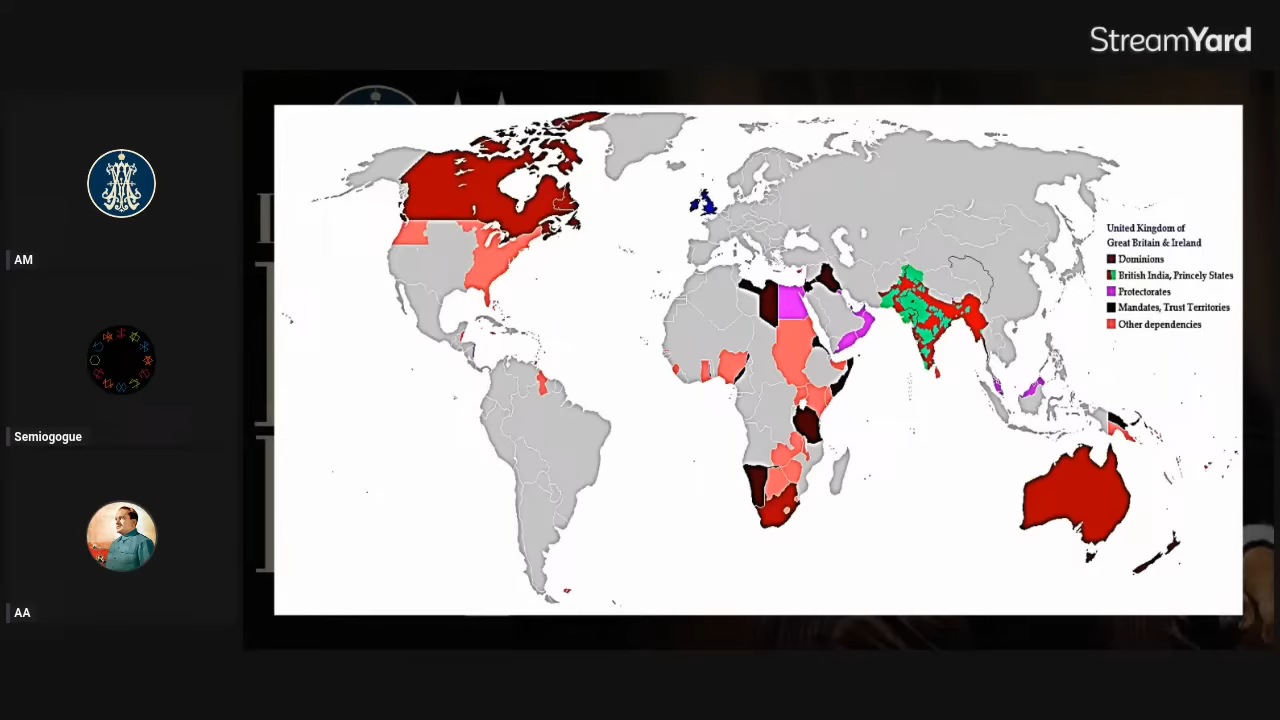 StreamYard
AM
Semiogogue
AA
United Kingdom of
Great Britain & Ireland
Dominions
British India, Princely States
Protectorates
Mandates, Trust Territories
Other dependencies